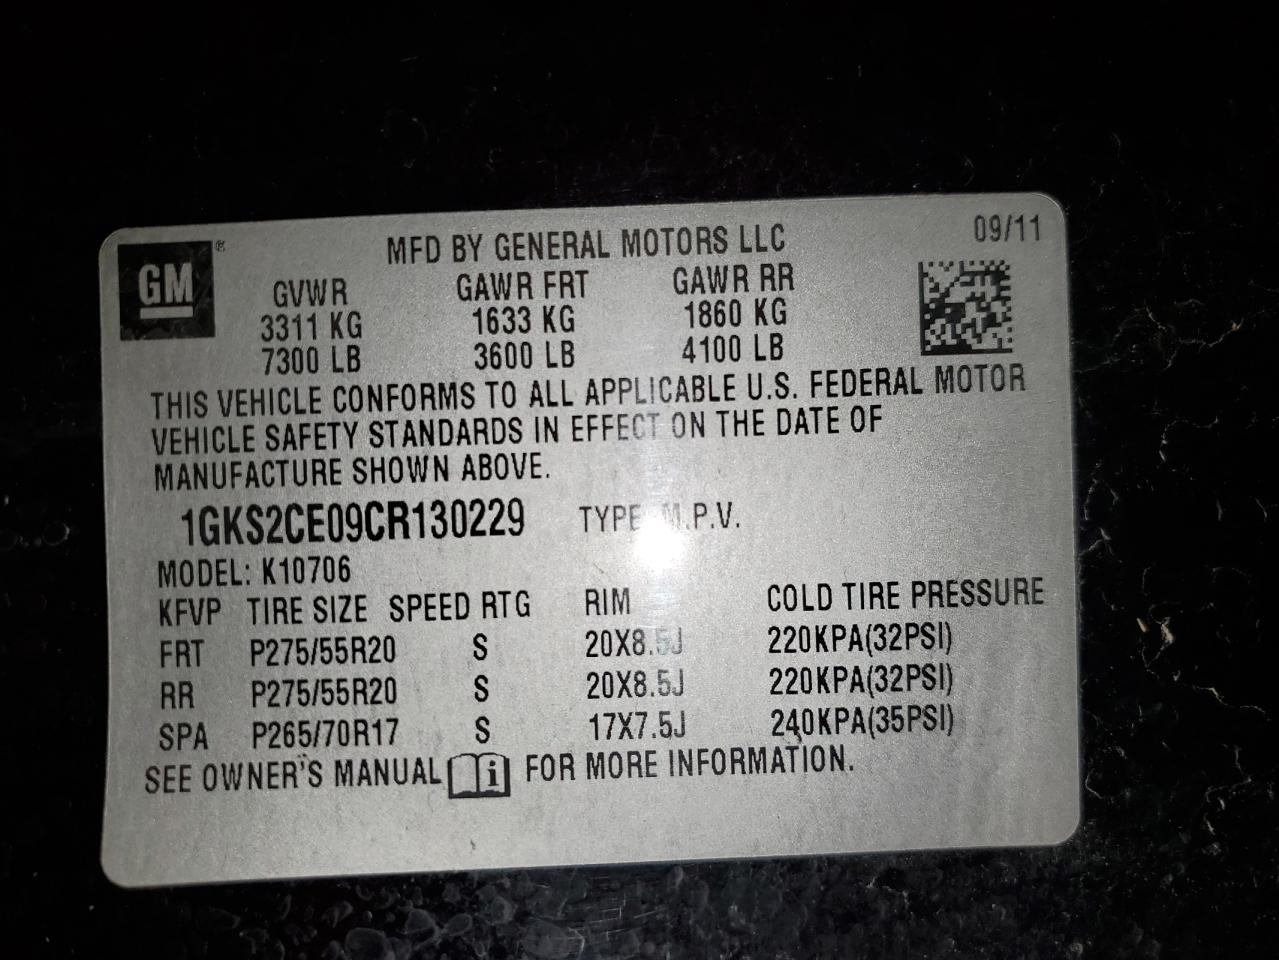 09/11
GM
MFD BY GENERAL MOTORS LLC
GVWR GAWR FRT GAWR RR
3311 KG 1633 KG 1860 KG
7300 LB 3600 LB 4100 LB
THIS VEHICLE CONFORMS TO ALL APPLICABLE U.S. FEDERAL MOTOR
VEHICLE SAFETY STANDARDS IN EFFECT ON THE DATE OF
MANUFACTURE SHOWN ABOVE.
1GKS2CE09CR130229 TYPE M.P.V.
MODEL: K10706
KFVP TIRE SIZE SPEED RTG RIM COLD TIRE PRESSURE
FRT P275/55R20 S 20X8.5J 220KPA(32PSI)
RR P275/55R20 S 20X8.5J 220KPA(32PSI)
SPA P265/70R17 S 17X7.5J 240KPA(35PSI)
SEE OWNER'S MANUAL i FOR MORE INFORMATION.